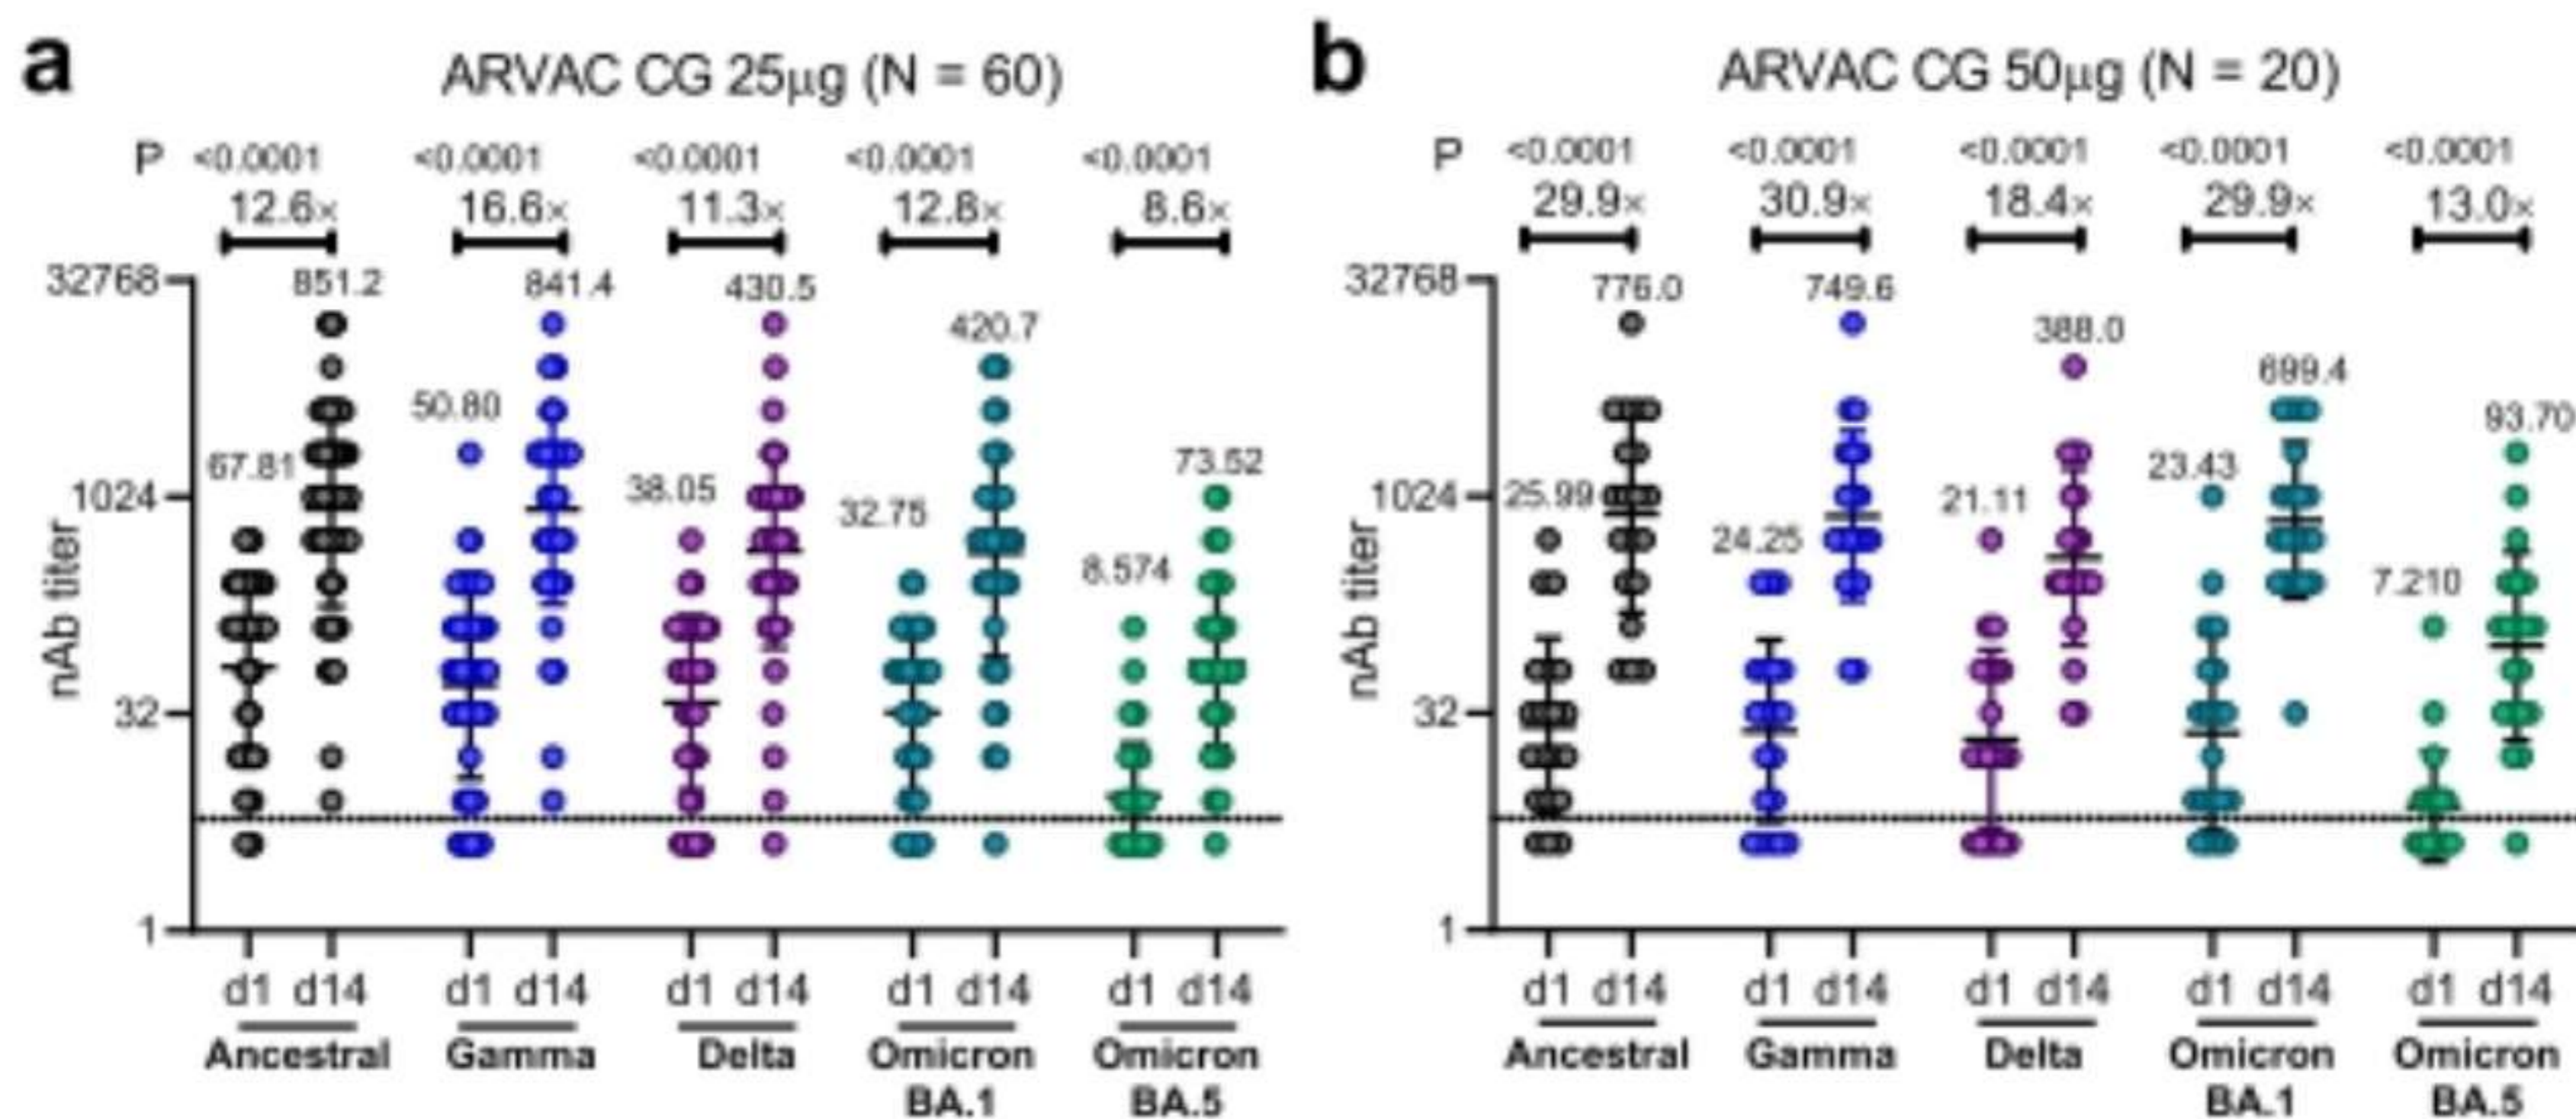 a
ARVAC CG 25μg (N = 60)
P <0.0001 <0.0001 <0.0001 <0.0001 <0.0001
12.6× 16.6× 11.3× 12.8× 8.6×
32768
1024
32
1
nAb titer
67.81 851.2
50.80 841.4
38.05 430.5
32.75 420.7
8.574 73.52
d1 d14 d1 d14 d1 d14 d1 d14 d1 d14
Ancestral Gamma Delta Omicron Omicron
BA.1 BA.5
b
ARVAC CG 50μg (N = 20)
P <0.0001 <0.0001 <0.0001 <0.0001 <0.0001
29.9× 30.9× 18.4× 29.9× 13.0×
32768
1024
32
1
nAb titer
25.99 776.0
24.25 749.6
21.11 388.0
23.43 699.4
7.210 93.70
d1 d14 d1 d14 d1 d14 d1 d14 d1 d14
Ancestral Gamma Delta Omicron Omicron
BA.1 BA.5